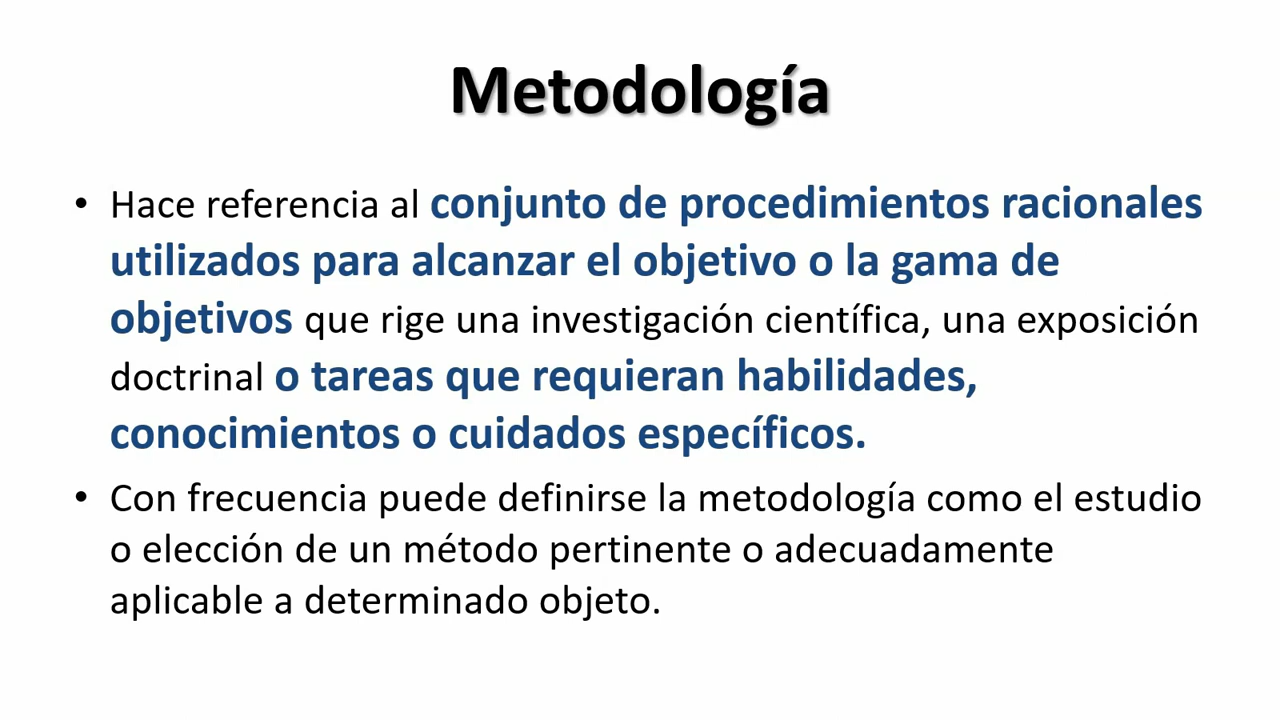 Metodología
• Hace referencia al conjunto de procedimientos racionales
utilizados para alcanzar el objetivo o la gama de
objetivos que rige una investigación científica, una exposición
doctrinal o tareas que requieran habilidades,
conocimientos o cuidados específicos.
• Con frecuencia puede definirse la metodología como el estudio
o elección de un método pertinente o adecuadamente
aplicable a determinado objeto.